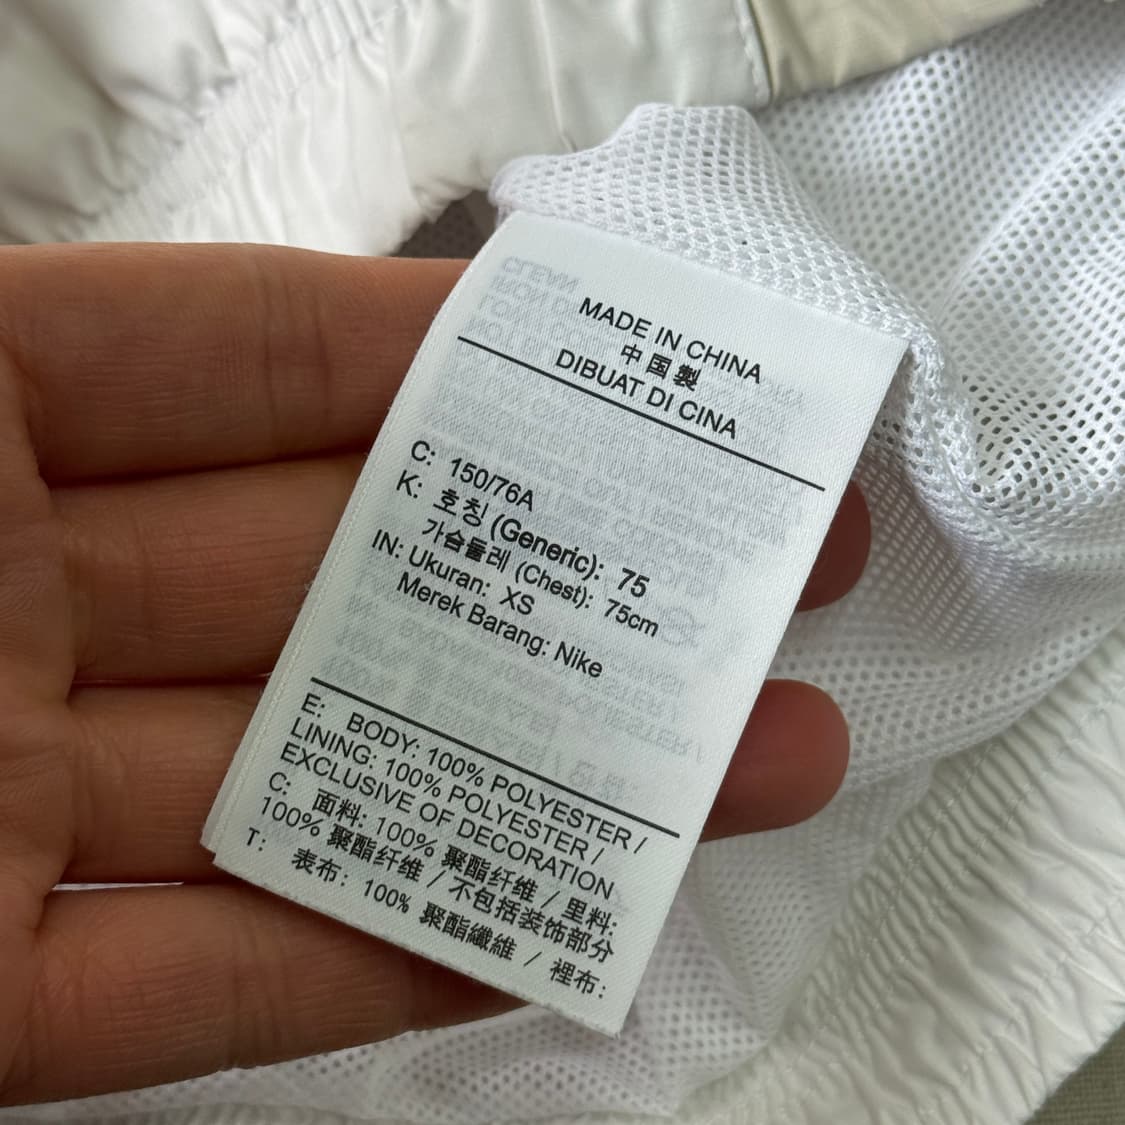 MADE IN CHINA
中国製
DIBUAT DI CINA
C: 150/76A
K: 호칭 (Generic): 75
가슴둘레 (Chest): 75cm
IN: Ukuran: XS
Merek Barang: Nike
E: BODY: 100% POLYESTER /
LINING: 100% POLYESTER /
EXCLUSIVE OF DECORATION
C: 面料: 100% 聚酯纤维 / 里料:
100% 聚酯纤维 / 不包括装饰部分
T: 表布: 100% 聚酯纖維 / 裡布: